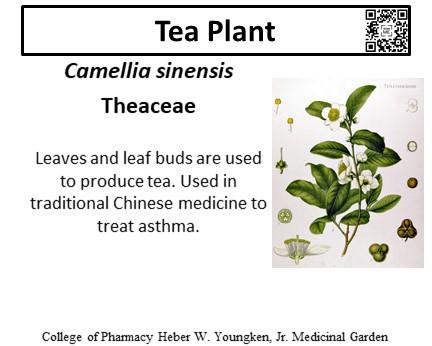 Tea Plant
Camellia sinensis
Theaceae
Leaves and leaf buds are used
to produce tea. Used in
traditional Chinese medicine to
treat asthma.
College of Pharmacy Heber W. Youngken, Jr. Medicinal Garden